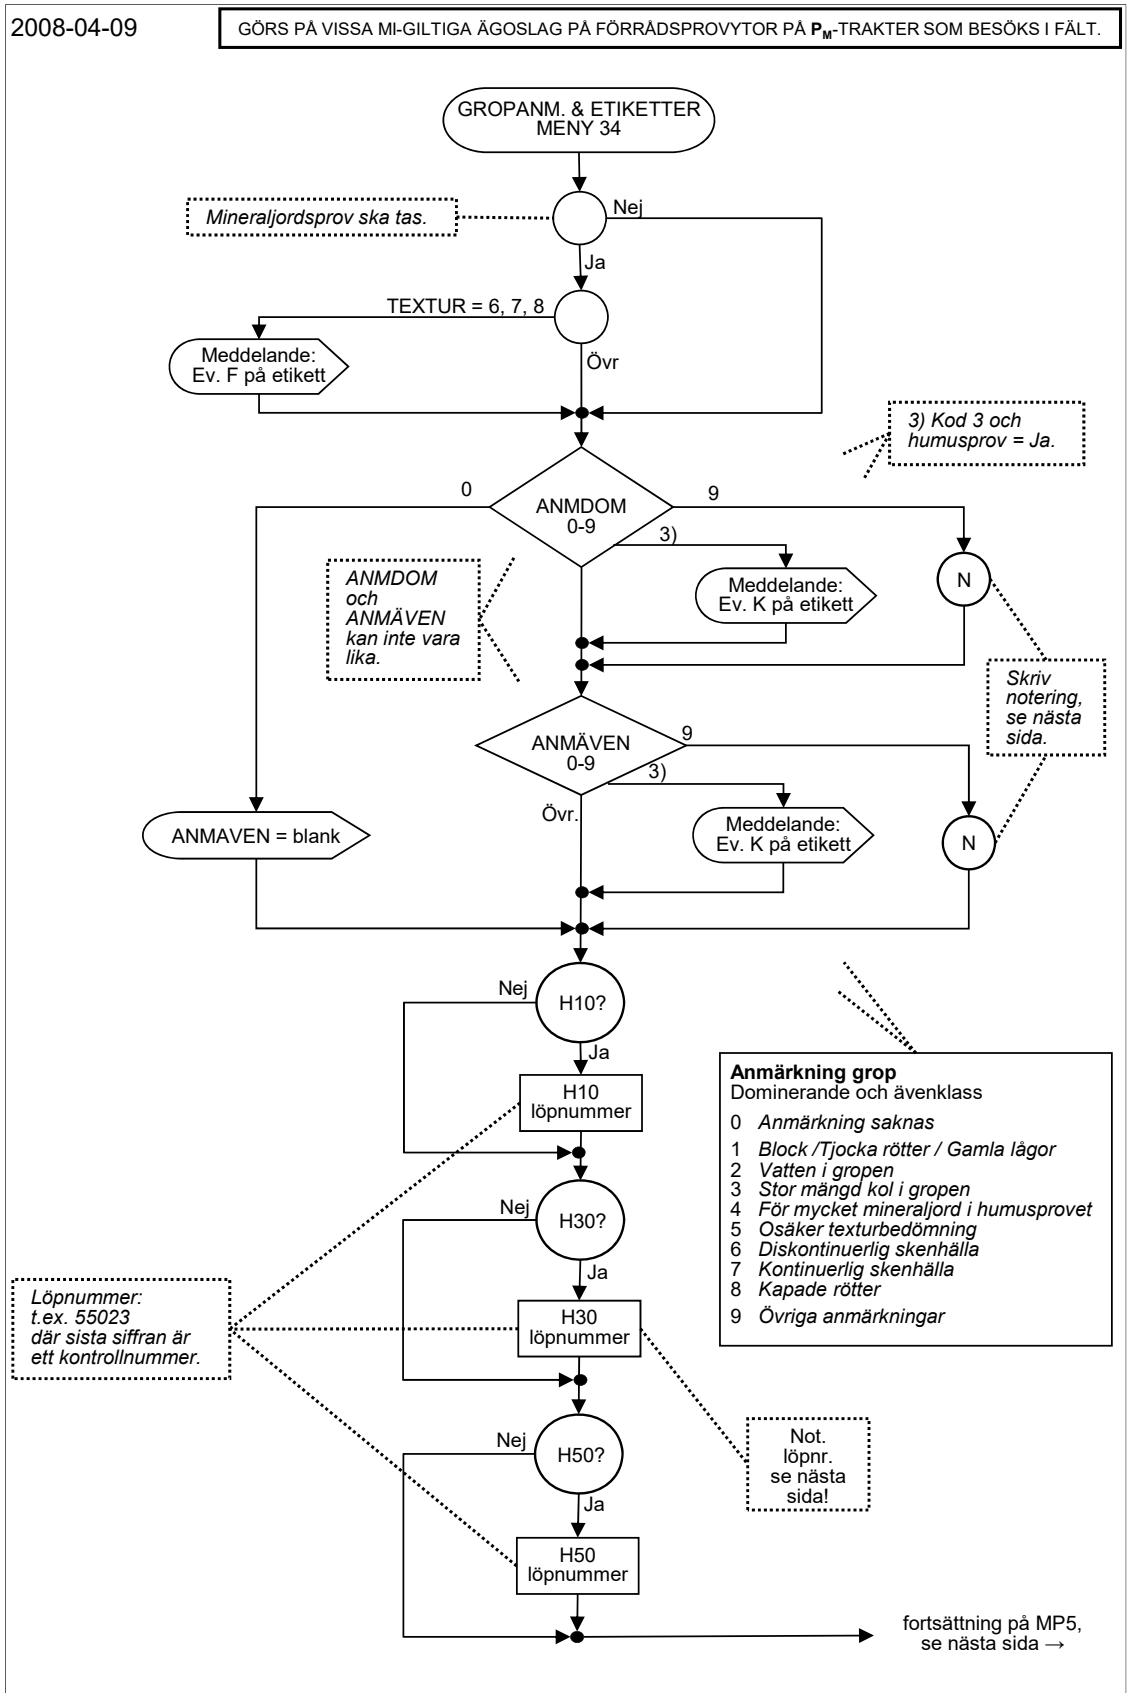 2008-04-09
GÖRS PÅ VISSA MI-GILTIGA ÄGOSLAG PÅ FÖRRÅDSPROVYTOR PÅ PM-TRAKTER SOM BESÖKS I FÄLT.
GROPANM. & ETIKETTER
MENY 34
Mineraljordsprov ska tas.
Nej
Ja
TEXTUR = 6, 7, 8
Meddelande:
Ev. F på etikett
Övr
3) Kod 3 och
humusprov = Ja.
0
ANMDOM
0-9
9
3)
ANMDOM
och
ANMÄVEN
kan inte vara
lika.
Meddelande:
Ev. K på etikett
N
Skriv
notering,
se nästa
sida.
ANMÄVEN
0-9
9
3)
Övr.
ANMAVEN = blank
Meddelande:
Ev. K på etikett
N
Nej
H10?
Ja
H10
löpnummer
Anmärkning grop
Dominerande och ävenklass
0 Anmärkning saknas
1 Block /Tjocka rötter / Gamla lågor
2 Vatten i gropen
3 Stor mängd kol i gropen
4 För mycket mineraljord i humusprovet
5 Osäker texturbedömning
6 Diskontinuerlig skenhälla
7 Kontinuerlig skenhälla
8 Kapade rötter
9 Övriga anmärkningar
Nej
H30?
Ja
H30
löpnummer
Löpnummer:
t.ex. 55023
där sista siffran är
ett kontrollnummer.
Nej
H50?
Ja
Not.
löpnr.
se nästa
sida!
H50
löpnummer
fortsättning på MP5,
se nästa sida →